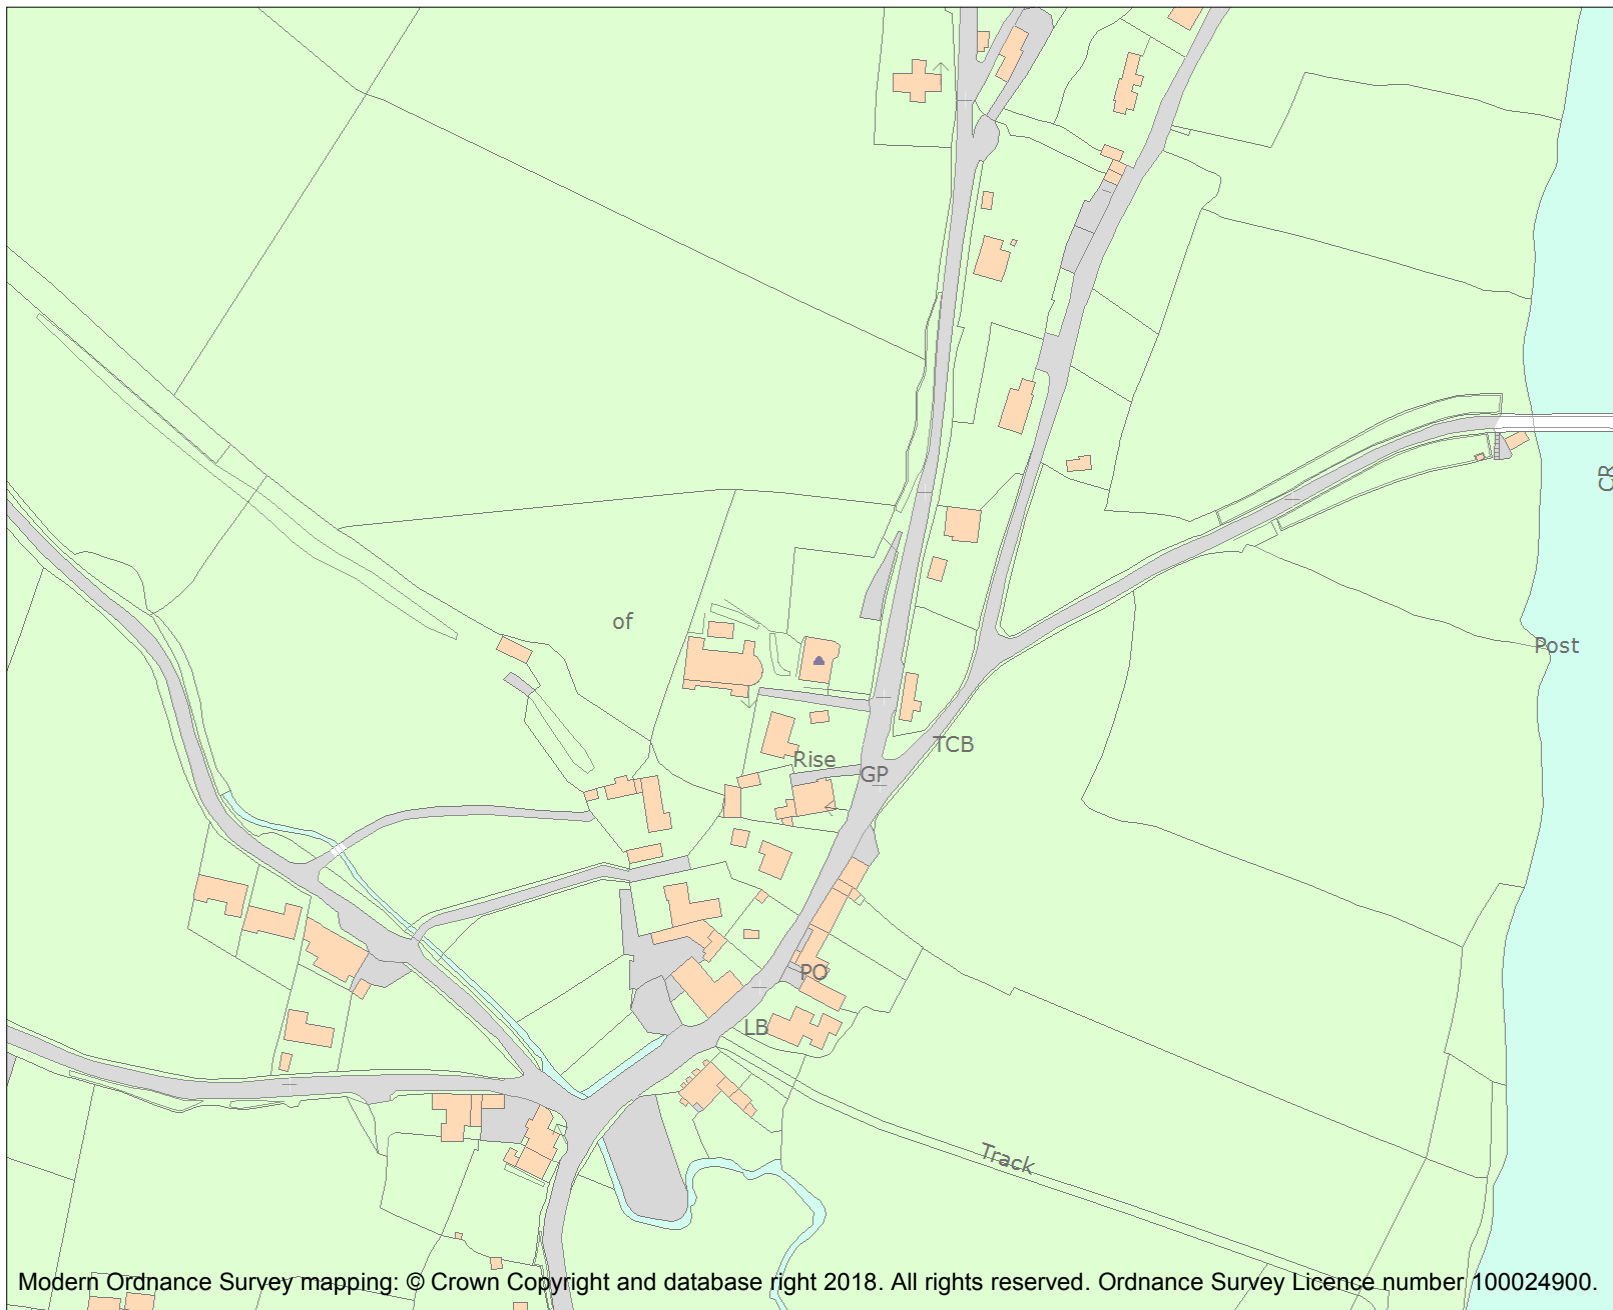 CR
of
Post
TCB
Rise
GP
PO
LB
Track
Modern Ordnance Survey mapping: © Crown Copyright and database right 2018. All rights reserved. Ordnance Survey Licence number 100024900.